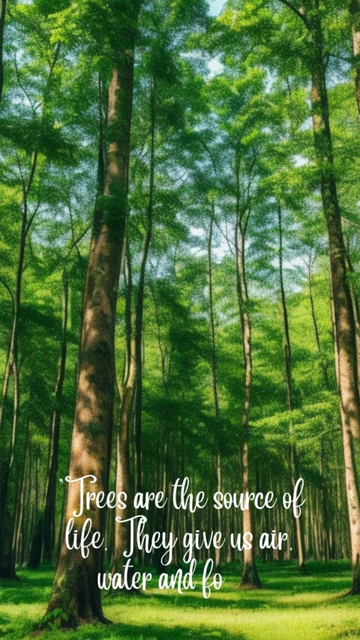 "Trees are the source of
life. They give us air.
water and fo